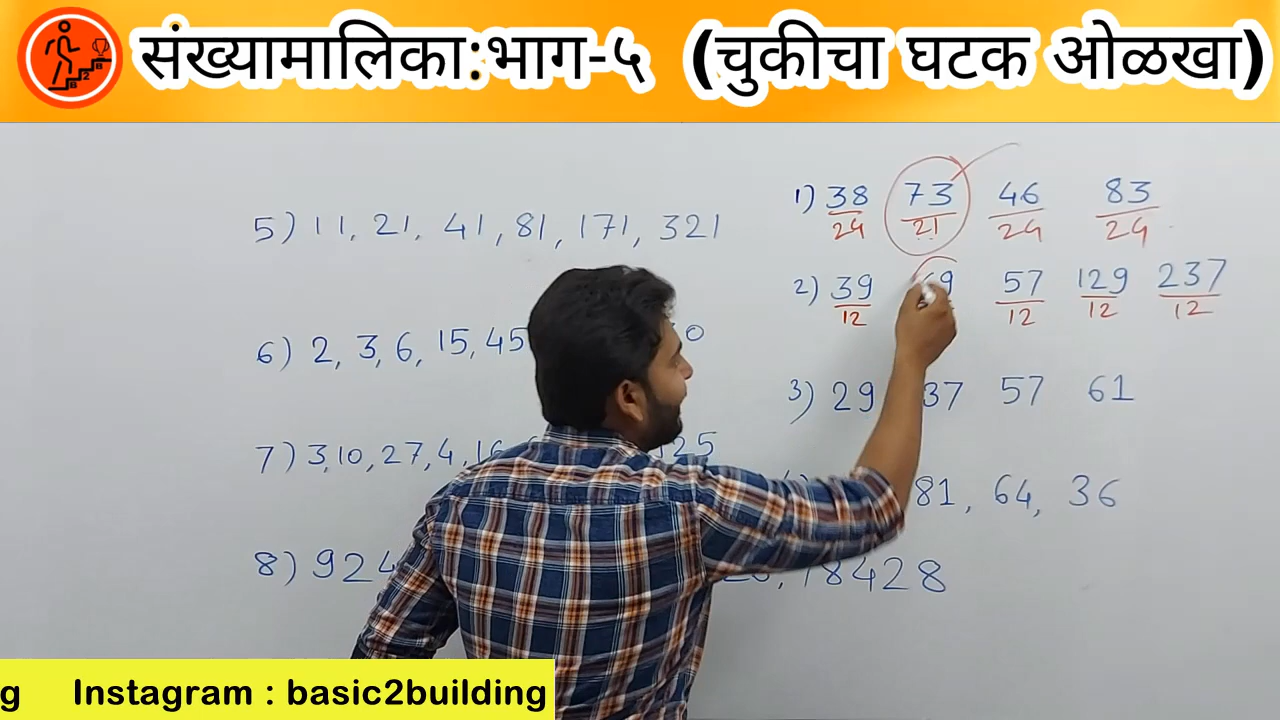 संख्यामालिका:भाग-५ (चुकीचा घटक ओळखा)
5) 11, 21, 41, 81, 171, 321
6) 2, 3, 6, 15, 45
7) 3, 10, 27, 4, 16
125
8) 924
18428
1) 38 73 46 83
24 21 24 24
2) 39 69 57 129 237
12 12 12 12
3) 29 37 57 61
81, 64, 36
g Instagram : basic2building